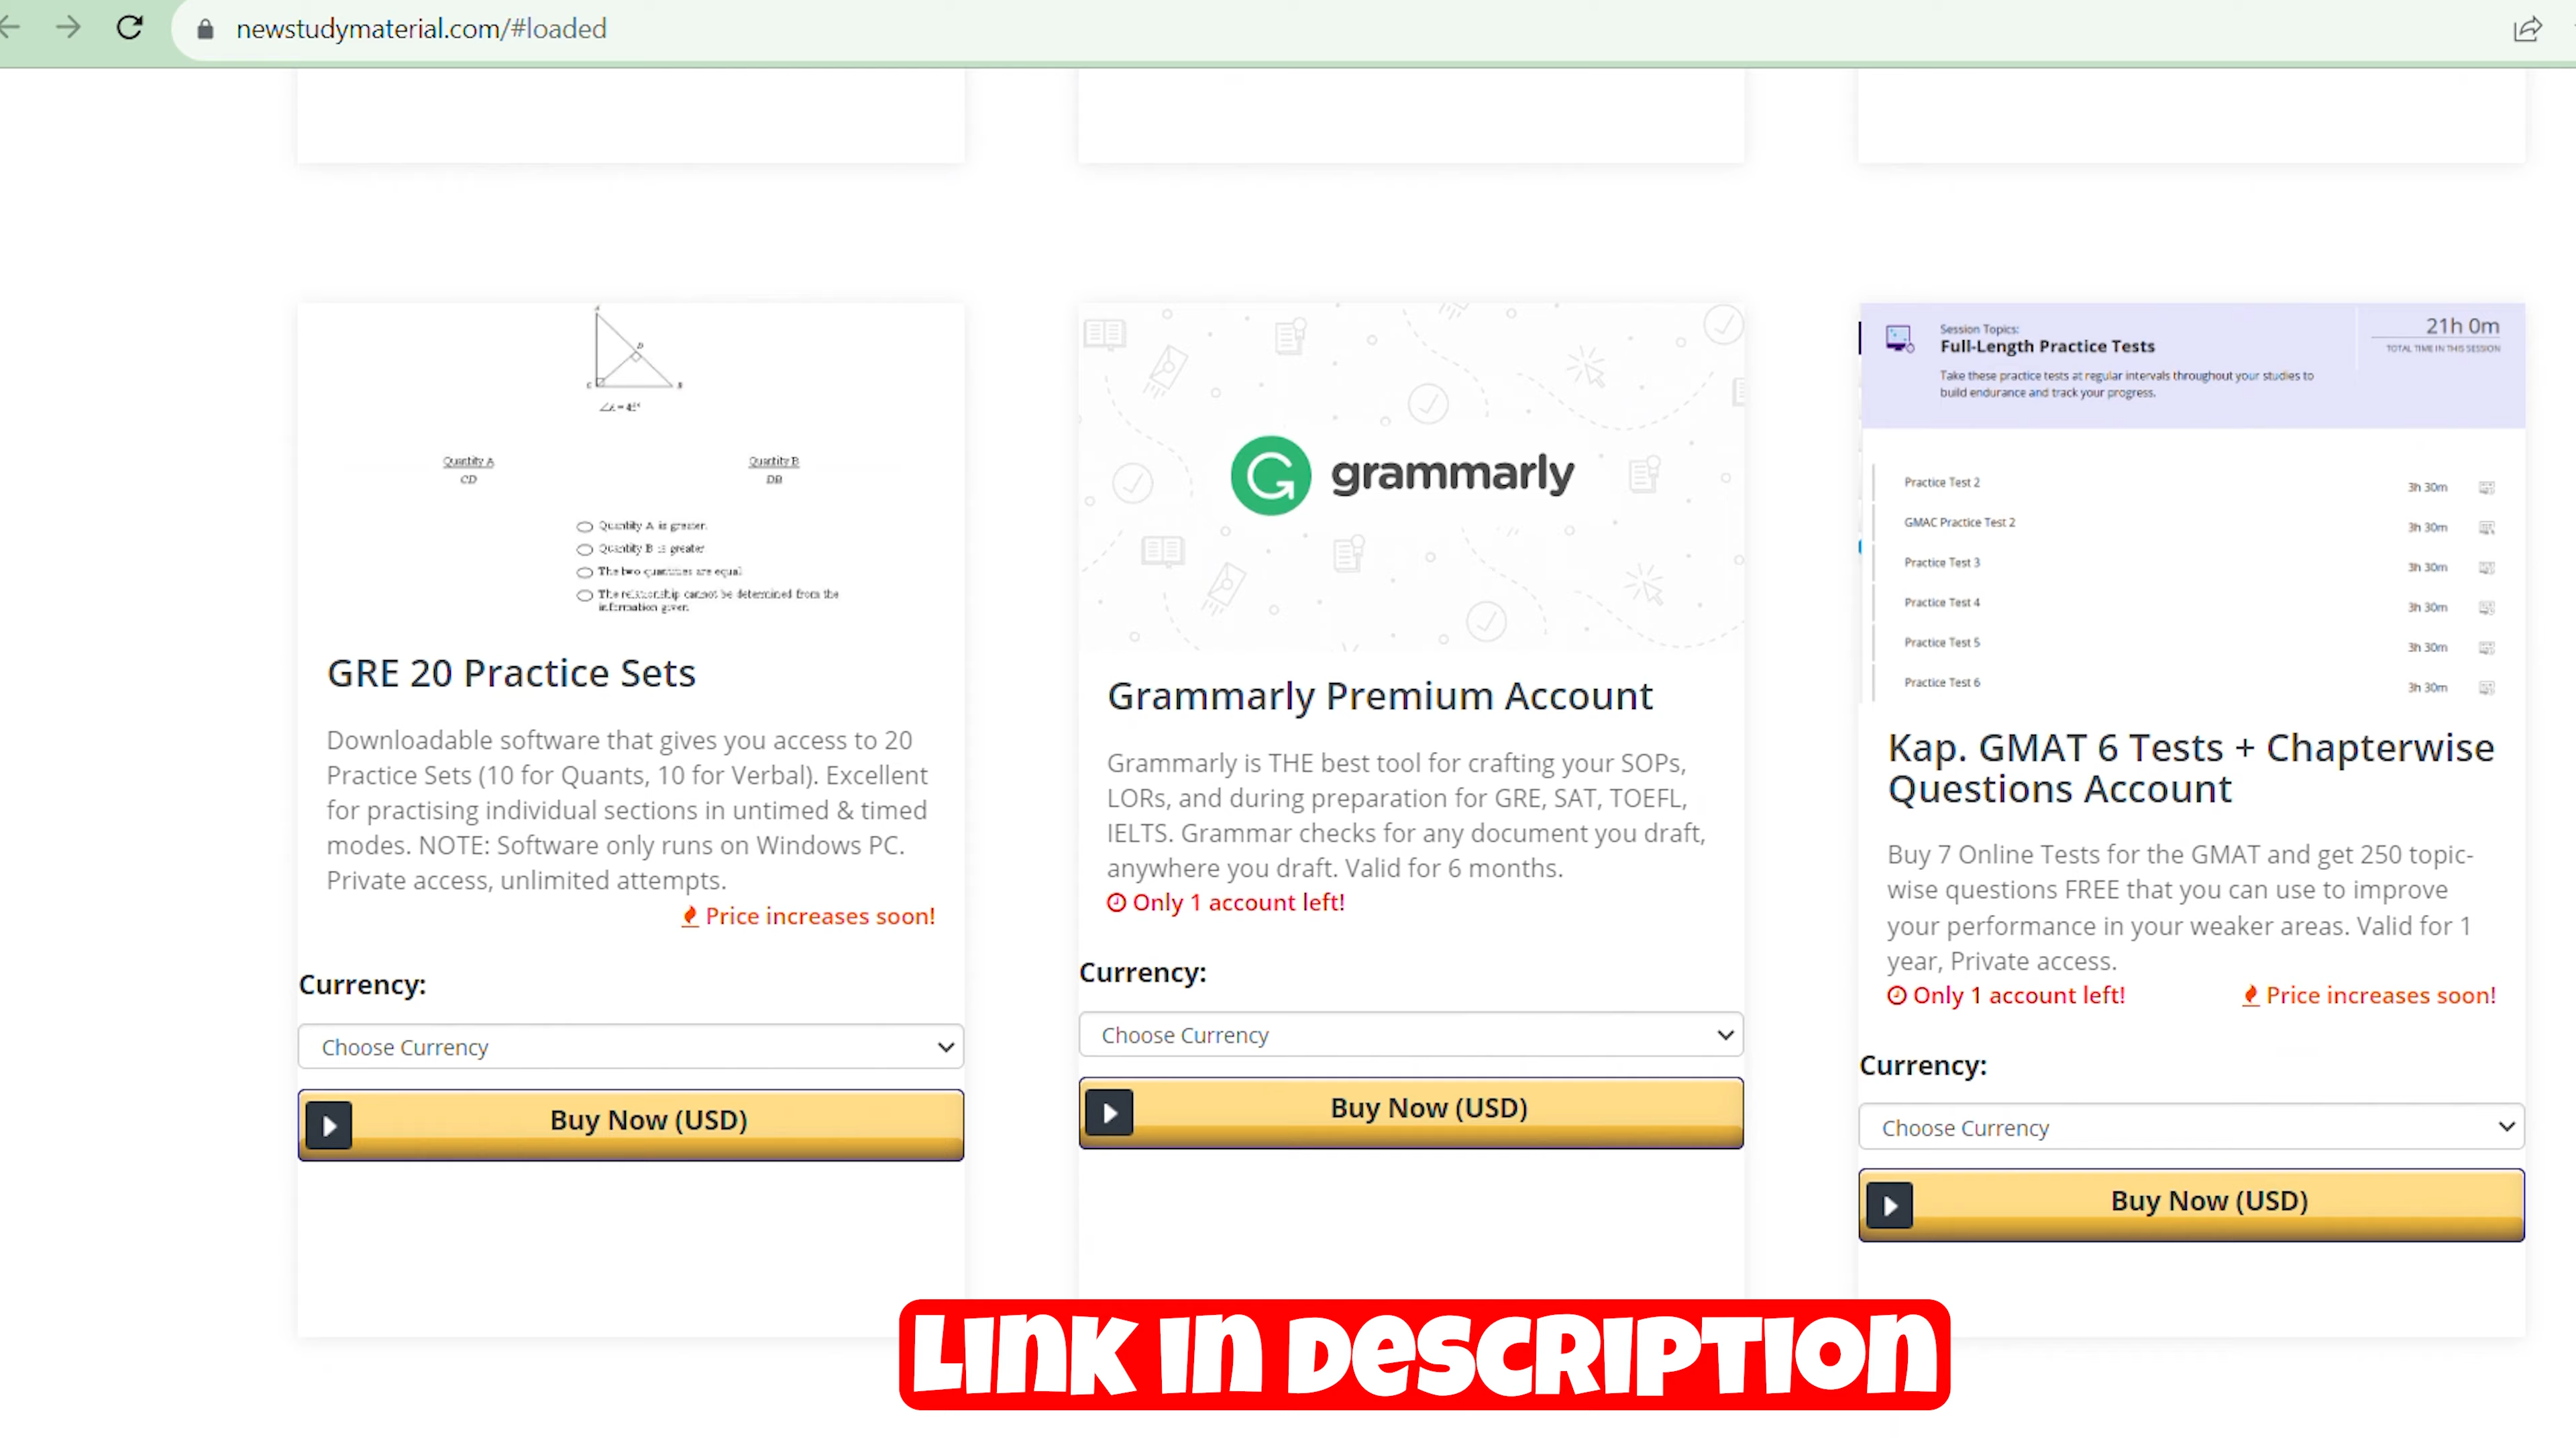 newstudymaterial.com/#loaded
A
D
C
B
∠A = 45°
Quantity A
Quantity B
CD
DB
Quantity A is greater.
Quantity B is greater
The two quantities are equal
The relationship cannot be determined from the
information given.
GRE 20 Practice Sets
Downloadable software that gives you access to 20
Practice Sets (10 for Quants, 10 for Verbal). Excellent
for practising individual sections in untimed & timed
modes. NOTE: Software only runs on Windows PC.
Private access, unlimited attempts.
Price increases soon!
Currency:
Choose Currency
Buy Now (USD)
grammarly
Grammarly Premium Account
Grammarly is THE best tool for crafting your SOPs,
LORs, and during preparation for GRE, SAT, TOEFL,
IELTS. Grammar checks for any document you draft,
anywhere you draft. Valid for 6 months.
Only 1 account left!
Currency:
Choose Currency
Buy Now (USD)
Session Topics:
Full-Length Practice Tests
Take these practice tests at regular intervals throughout your studies to
build endurance and track your progress.
21h 0m
TOTAL TIME IN THIS SESSION
Practice Test 2 3h 30m
GMAC Practice Test 2 3h 30m
Practice Test 3 3h 30m
Practice Test 4 3h 30m
Practice Test 5 3h 30m
Practice Test 6 3h 30m
Kap. GMAT 6 Tests + Chapterwise
Questions Account
Buy 7 Online Tests for the GMAT and get 250 topic-
wise questions FREE that you can use to improve
your performance in your weaker areas. Valid for 1
year, Private access.
Only 1 account left! Price increases soon!
Currency:
Choose Currency
Buy Now (USD)
Link in Description